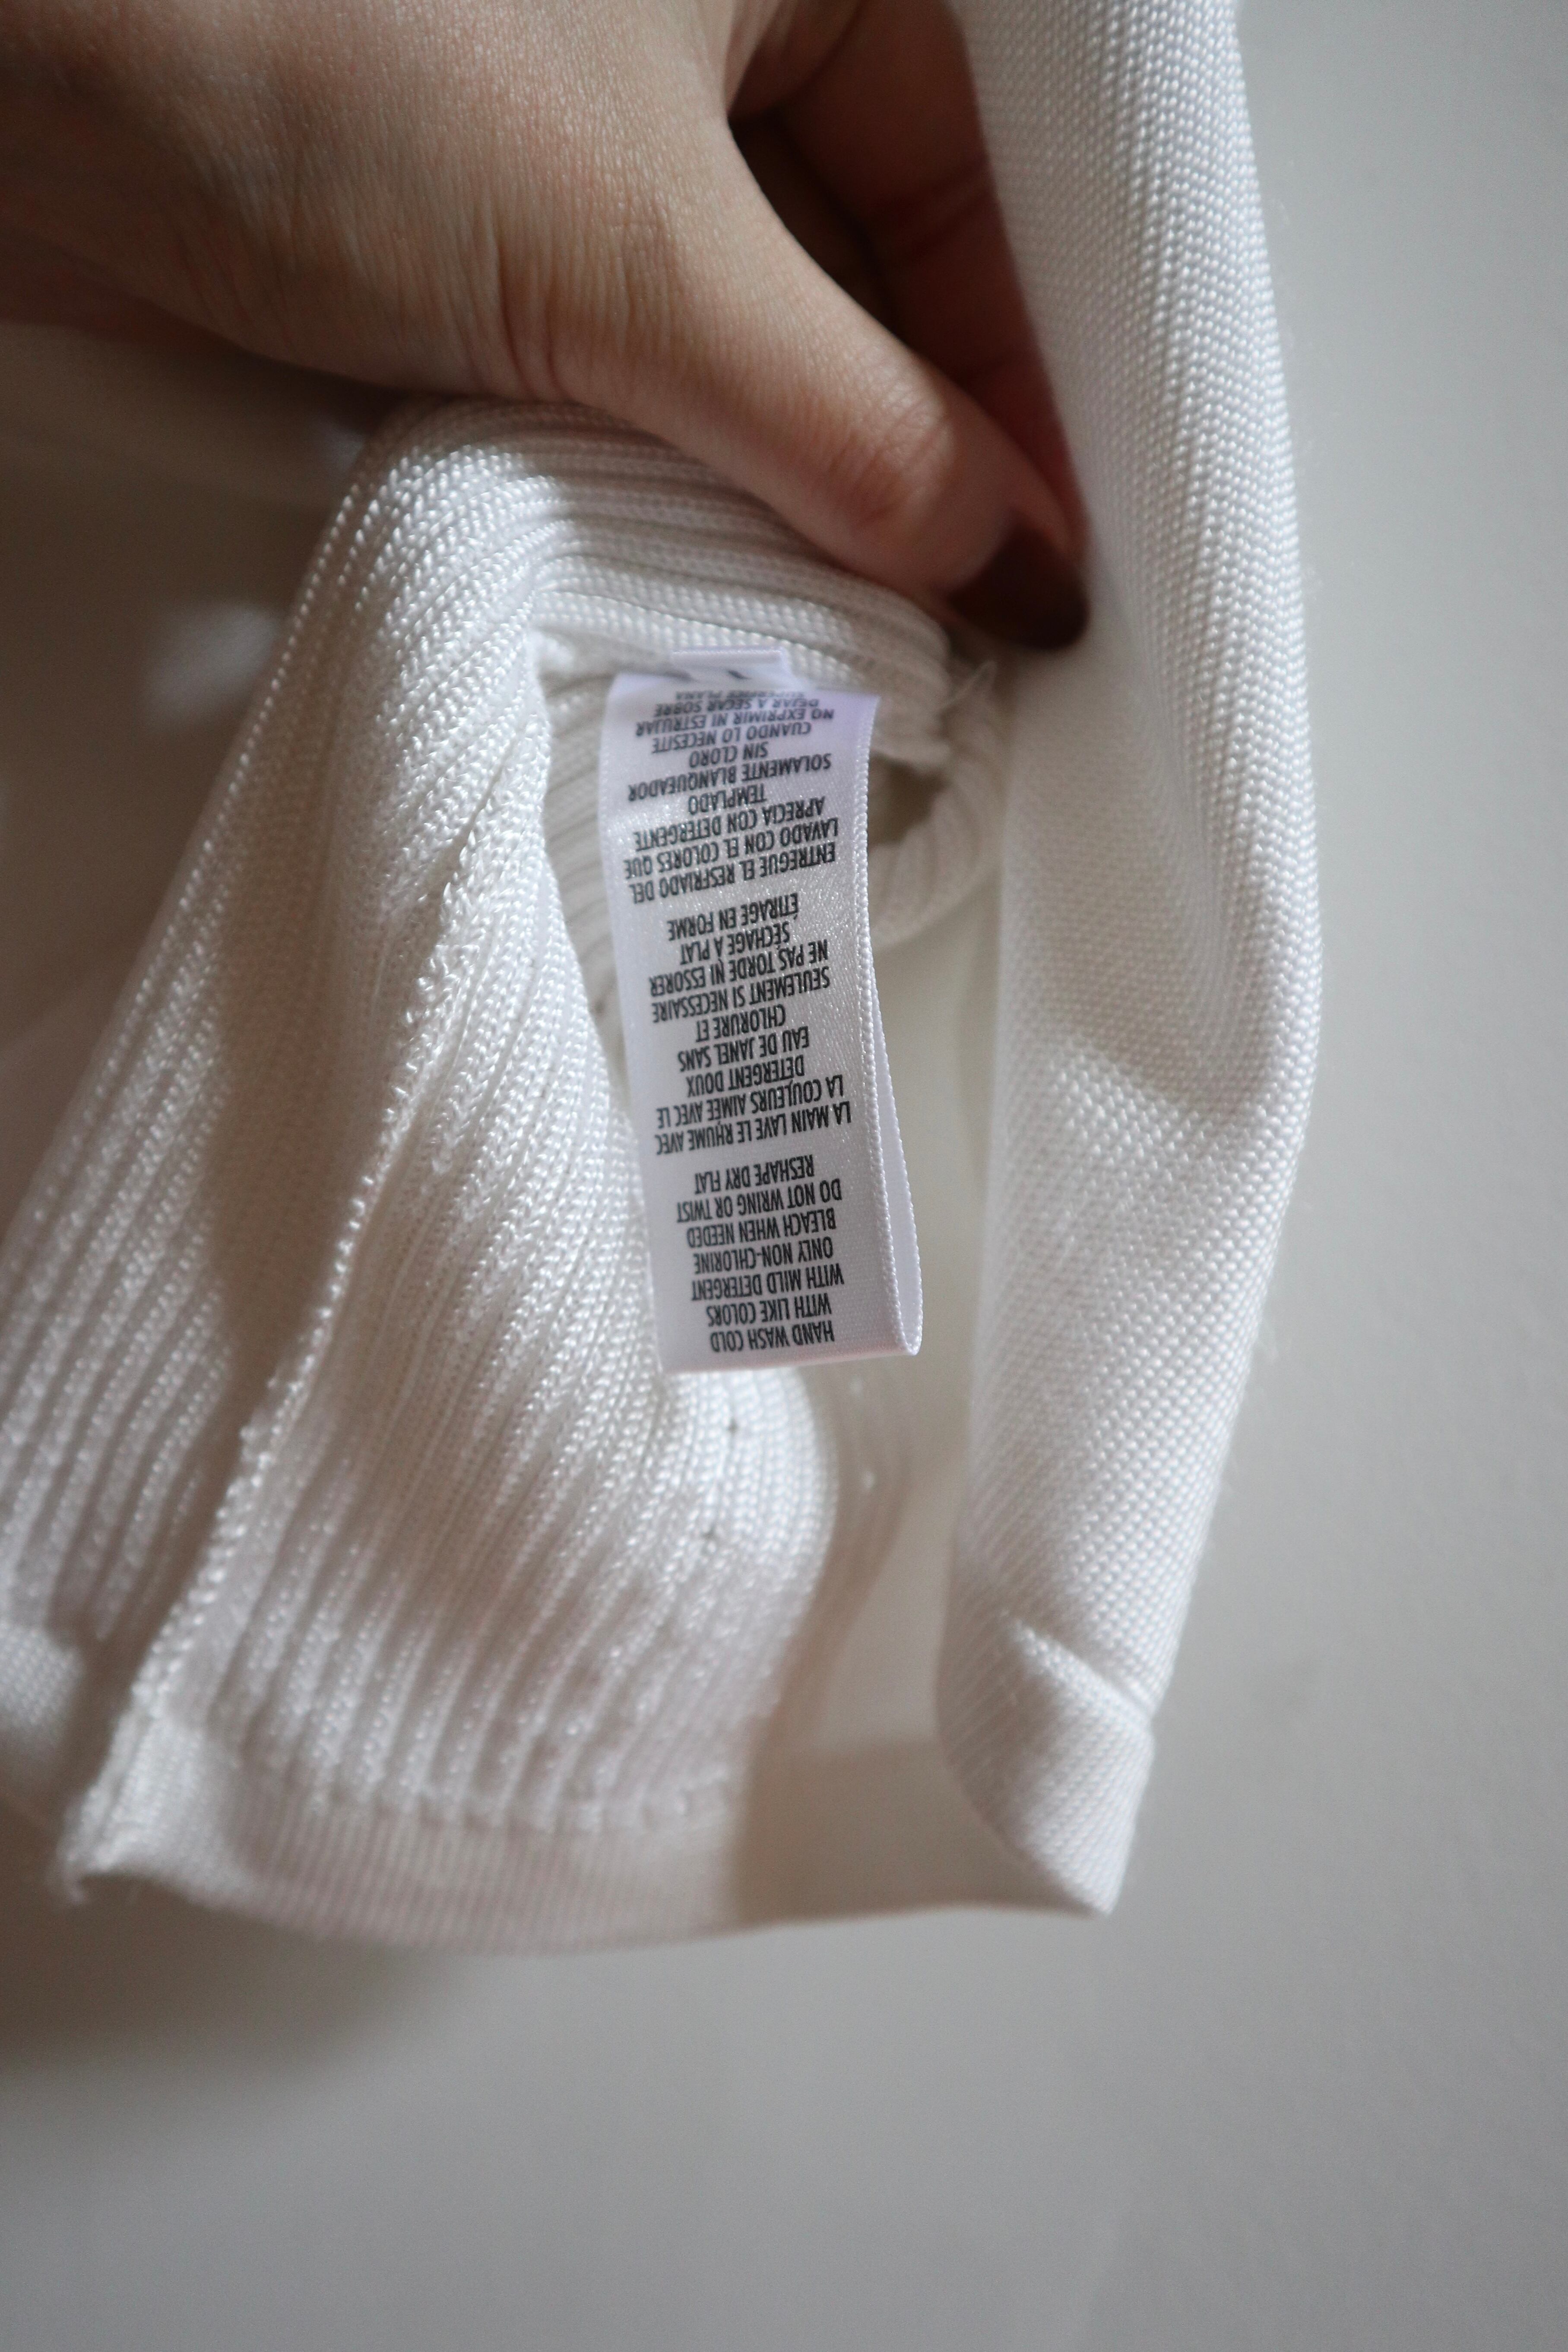 HAND WASH COLD
WITH LIKE COLORS
WITH MILD DETERGENT
ONLY NON-CHLORINE
BLEACH WHEN NEEDED
DO NOT WRING OR TWIST
RESHAPE DRY FLAT
LA MAIN LAVE LE RHUME AVEC
LA COULEURS AIMEE AVEC LE
DETERGENT DOUX
EAU DE JANEL SANS
CHLORURE ET
SEULEMENT SI NECESSAIRE
NE PAS TORDE NI ESSORER
SECHAGE A PLAT
ETIRAGE EN FORME
ENTREGUE EL RESFRIADO DEL
LAVADO CON EL COLORES QUE
APRECIA CON DETERGENTE
TEMPLADO
SOLAMENTE BLANQUEADOR
SIN CLORO
CUANDO LO NECESITE
NO EXPRIMIR NI ESTRUJAR
DEJAR A SECAR SOBRE
SUPERFICE PLANA